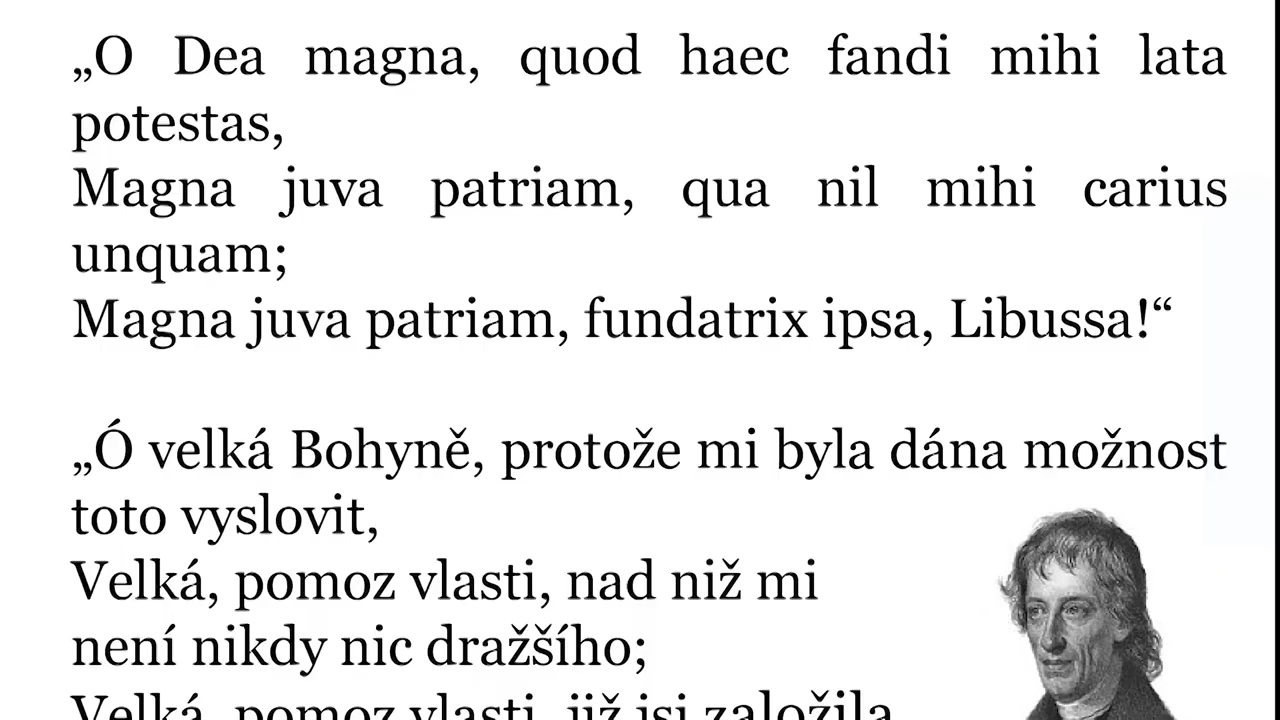 „O Dea magna, quod haec fandi mihi lata
potestas,
Magna juva patriam, qua nil mihi carius
unquam;
Magna juva patriam, fundatrix ipsa, Libussa!“
„Ó velká Bohyně, protože mi byla dána možnost
toto vyslovit,
Velká, pomoz vlasti, nad niž mi
není nikdy nic dražšího;
Velká, pomoz vlasti, již jsi založila